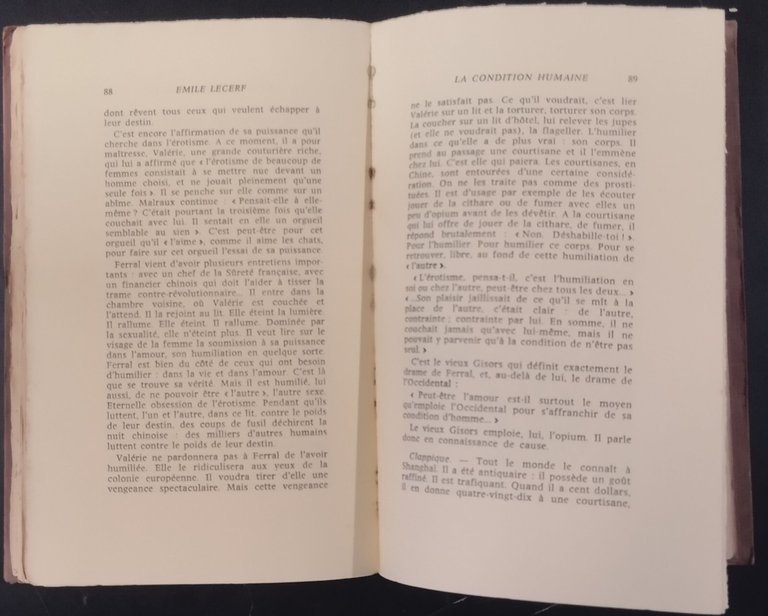 88 EMILE LECERF
dont rêvent tous ceux qui veulent échapper à
leur destin.
C'est encore l'affirmation de sa puissance qu'il
cherche dans l'érotisme. A ce moment, il a pour
maîtresse, Valérie, une grande couturière riche,
qui lui a affirmé que « l'érotisme de beaucoup de
femmes consistait à se mettre nue devant un
homme choisi, et ne jouait pleinement qu'une
seule fois ». Il se penche sur elle comme sur un
abîme. Malraux continue : « Pensait-elle à elle-
même ? C'était pourtant la troisième fois qu'elle
couchait avec lui. Il sentait en elle un orgueil
semblable au sien ». C'est peut-être pour cet
orgueil qu'il « l'aime », comme il aime les chats,
pour faire sur cet orgueil l'essai de sa puissance.
Ferral vient d'avoir plusieurs entretiens impor-
tants : avec un chef de la Sûreté française, avec
un financier chinois qui doit l'aider à tisser la
trame contre-révolutionnaire... Il entre dans la
chambre voisine, où Valérie est couchée et
l'attend. Il la rejoint au lit. Elle éteint la lumière
Il rallume. Elle éteint. Il rallume. Dominée par
la sexualité, elle n'éteint plus. Il veut lire sur le
visage de la femme la soumission à sa puissance
dans l'amour, son humiliation en quelque sorte.
Ferral est bien du côté de ceux qui ont besoin
d'humilier : dans la vie et dans l'amour. C'est là
que se trouve sa vérité. Mais il est humilié, lui
aussi, de ne pouvoir être « l'autre », l'autre sexe.
Eternelle obsession de l'érotisme. Pendant qu'ils
luttent, l'un et l'autre, dans ce lit, contre le poids
de leur destin, des coups de fusil déchirent la
nuit chinoise : des milliers d'autres humains
luttent contre le poids de leur destin.
Valérie ne pardonnera pas à Ferral de l'avoir
humiliée. Elle le ridiculisera aux yeux de la
colonie européenne. Il voudra tirer d'elle une
vengeance spectaculaire. Mais cette vengeance
LA CONDITION HUMAINE 89
ne le satisfait pas. Ce qu'il voudrait, c'est lier
Valérie sur un lit et la torturer, torturer son corps.
La coucher sur un lit d'hôtel, lui relever les jupes
(et elle ne voudrait pas), la flageller. L'humilier
dans ce qu'elle a de plus vrai : son corps. Il
prend au passage une courtisane et il l'emmène
chez lui. C'est elle qui paiera. Les courtisanes, en
Chine, sont entourées d'une certaine considé-
ration. On ne les traite pas comme des prosti-
tuées. Il est d'usage par exemple de les écouter
jouer de la cithare ou de fumer avec elles un
peu d'opium avant de les dévêtir. A la courtisane
qui lui offre de jouer de la cithare, de fumer, il
répond brutalement : « Non. Déshabille-toi ! ».
Pour l'humilier. Pour humilier ce corps. Pour se
retrouver, libre, au fond de cette humiliation de
« l'autre ».
« L'érotisme, pensa-t-il, c'est l'humiliation en
soi ou chez l'autre, peut-être chez tous les deux... »
« ...Son plaisir jaillissait de ce qu'il se mît à la
place de l'autre, c'était clair : de l'autre,
contrainte ; contrainte par lui. En somme, il ne
couchait jamais qu'avec lui-même, mais il ne
pouvait y parvenir qu'à la condition de n'être pas
seul. »
C'est le vieux Gisors qui définit exactement le
drame de Ferral, et, au-delà de lui, le drame de
l'Occidental :
« Peut-être l'amour est-il surtout le moyen
qu'emploie l'Occidental pour s'affranchir de sa
condition d'homme... »
Le vieux Gisors emploie, lui, l'opium. Il parle
donc en connaissance de cause.
Clappique. — Tout le monde le connaît à
Shanghaï. Il a été antiquaire : il possède un goût
raffiné. Il est trafiquant. Quand il a cent dollars,
il en donne quatre-vingt-dix à une courtisane,